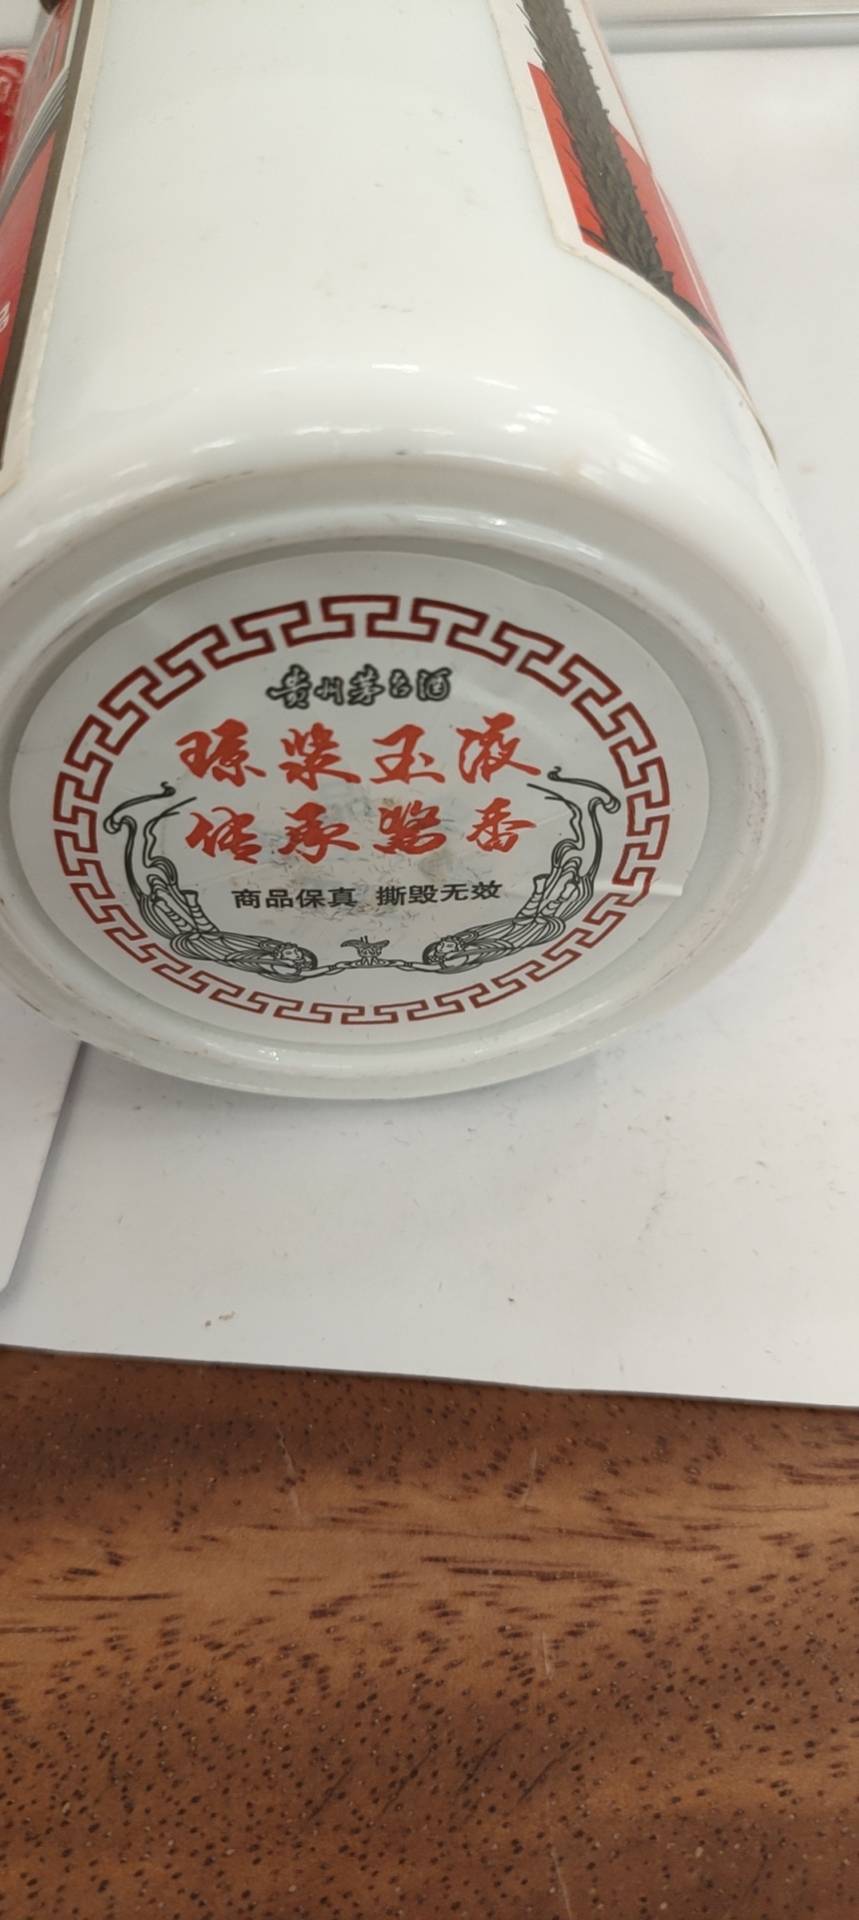 贵州茅台酒
琼浆玉液
传承酱香
商品保真 撕毁无效